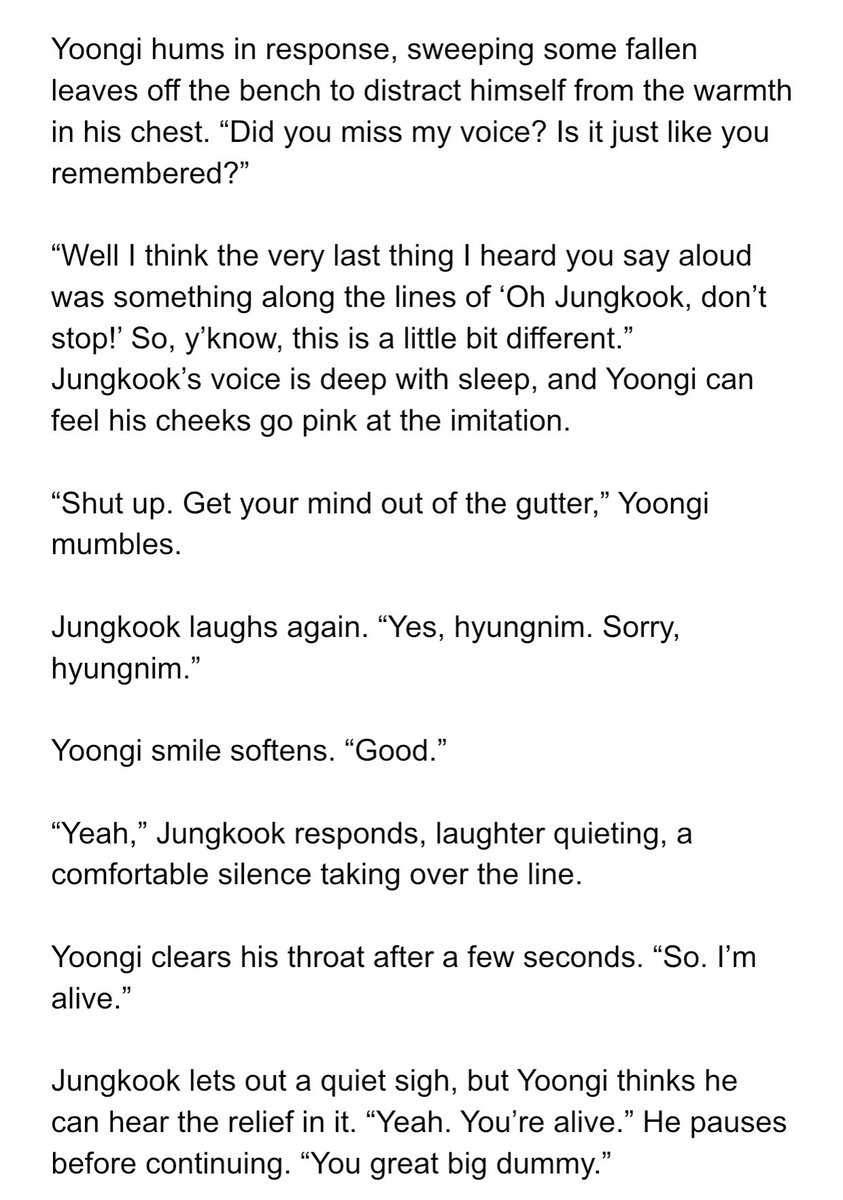 Yoongi hums in response, sweeping some fallen
leaves off the bench to distract himself from the warmth
in his chest. “Did you miss my voice? Is it just like you
remembered?”
“Well I think the very last thing I heard you say aloud
was something along the lines of ‘Oh Jungkook, don’t
stop!’ So, y’know, this is a little bit different.”
Jungkook’s voice is deep with sleep, and Yoongi can
feel his cheeks go pink at the imitation.
“Shut up. Get your mind out of the gutter,” Yoongi
mumbles.
Jungkook laughs again. “Yes, hyungnim. Sorry,
hyungnim.”
Yoongi smile softens. “Good.”
“Yeah,” Jungkook responds, laughter quieting, a
comfortable silence taking over the line.
Yoongi clears his throat after a few seconds. “So. I’m
alive.”
Jungkook lets out a quiet sigh, but Yoongi thinks he
can hear the relief in it. “Yeah. You’re alive.” He pauses
before continuing. “You great big dummy.”